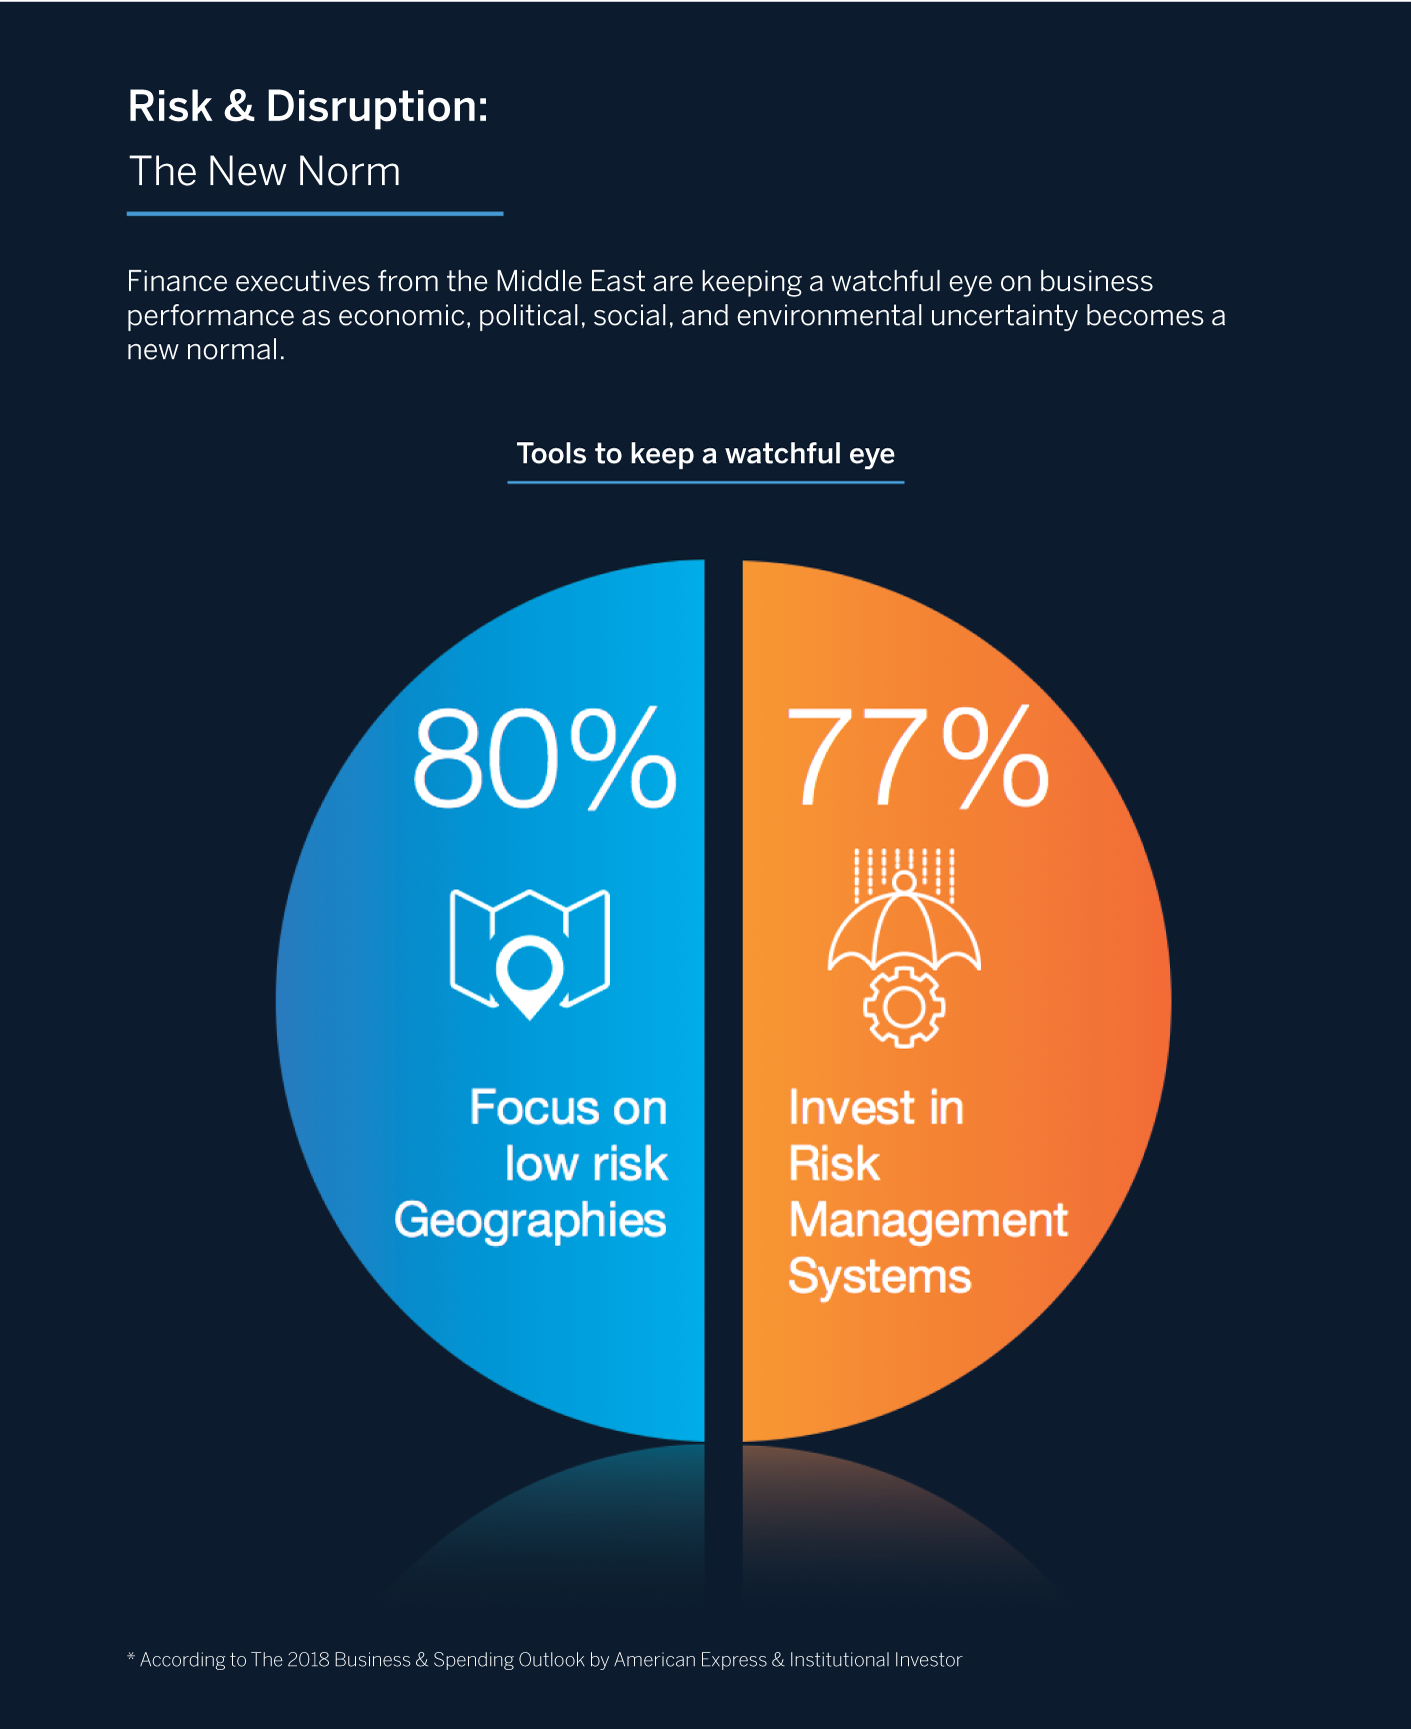 Risk & Disruption:
The New Norm
Finance executives from the Middle East are keeping a watchful eye on business
performance as economic, political, social, and environmental uncertainty becomes a
new normal.
Tools to keep a watchful eye
80%
Focus on
low risk
Geographies
77%
Invest in
Risk
Management
Systems
* According to The 2018 Business & Spending Outlook by American Express & Institutional Investor